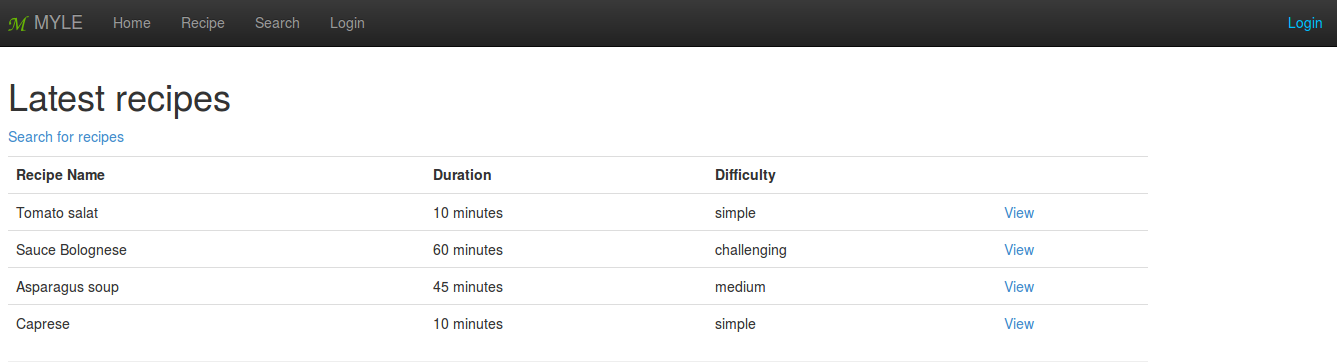 M MYLE Home Recipe Search Login Login
Latest recipes
Search for recipes
Recipe Name Duration Difficulty
Tomato salat 10 minutes simple View
Sauce Bolognese 60 minutes challenging View
Asparagus soup 45 minutes medium View
Caprese 10 minutes simple View